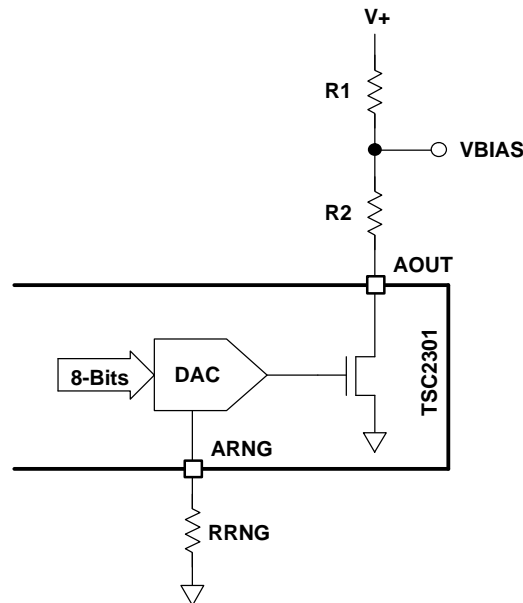 V+
R1
VBIAS
R2
AOUT
TSC2301
8-Bits
DAC
ARNG
RRNG